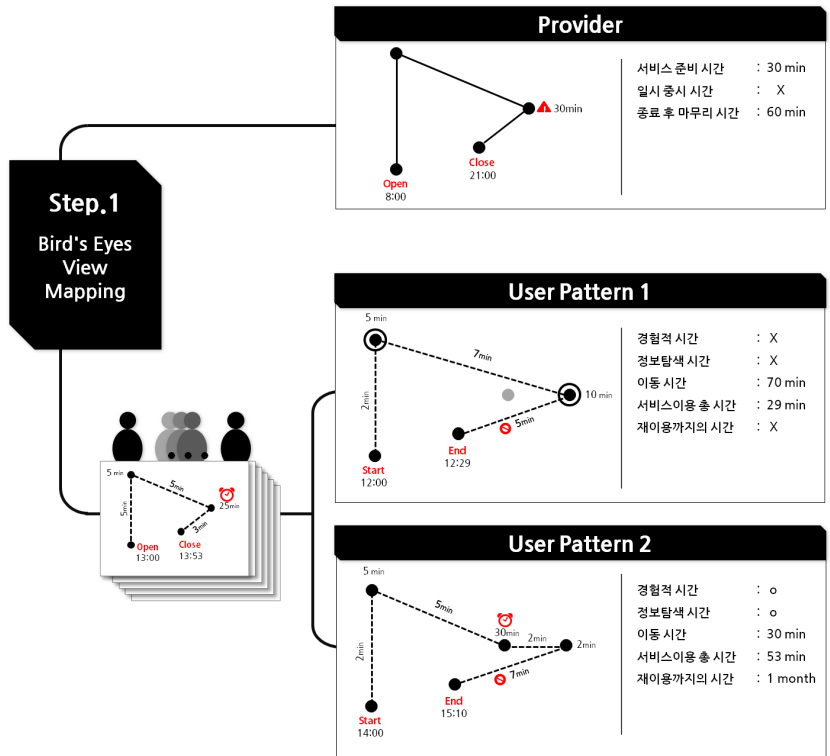 Provider
30min
Close
21:00
Open
8:00
서비스 준비 시간 : 30 min
일시 중시 시간 : X
종료 후 마무리 시간 : 60 min
Step.1
Bird's Eyes
View
Mapping
User Pattern 1
5 min
7min
2min
10 min
5min
End
12:29
Start
12:00
경험적 시간 : X
정보탐색 시간 : X
이동 시간 : 70 min
서비스이용 총 시간 : 29 min
재이용까지의 시간 : X
5 min
5min
25min
5min
3min
Open
13:00
Close
13:53
User Pattern 2
5 min
5min
30min
2min
2min
2min
7min
End
15:10
Start
14:00
경험적 시간 : o
정보탐색 시간 : o
이동 시간 : 30 min
서비스이용 총 시간 : 53 min
재이용까지의 시간 : 1 month